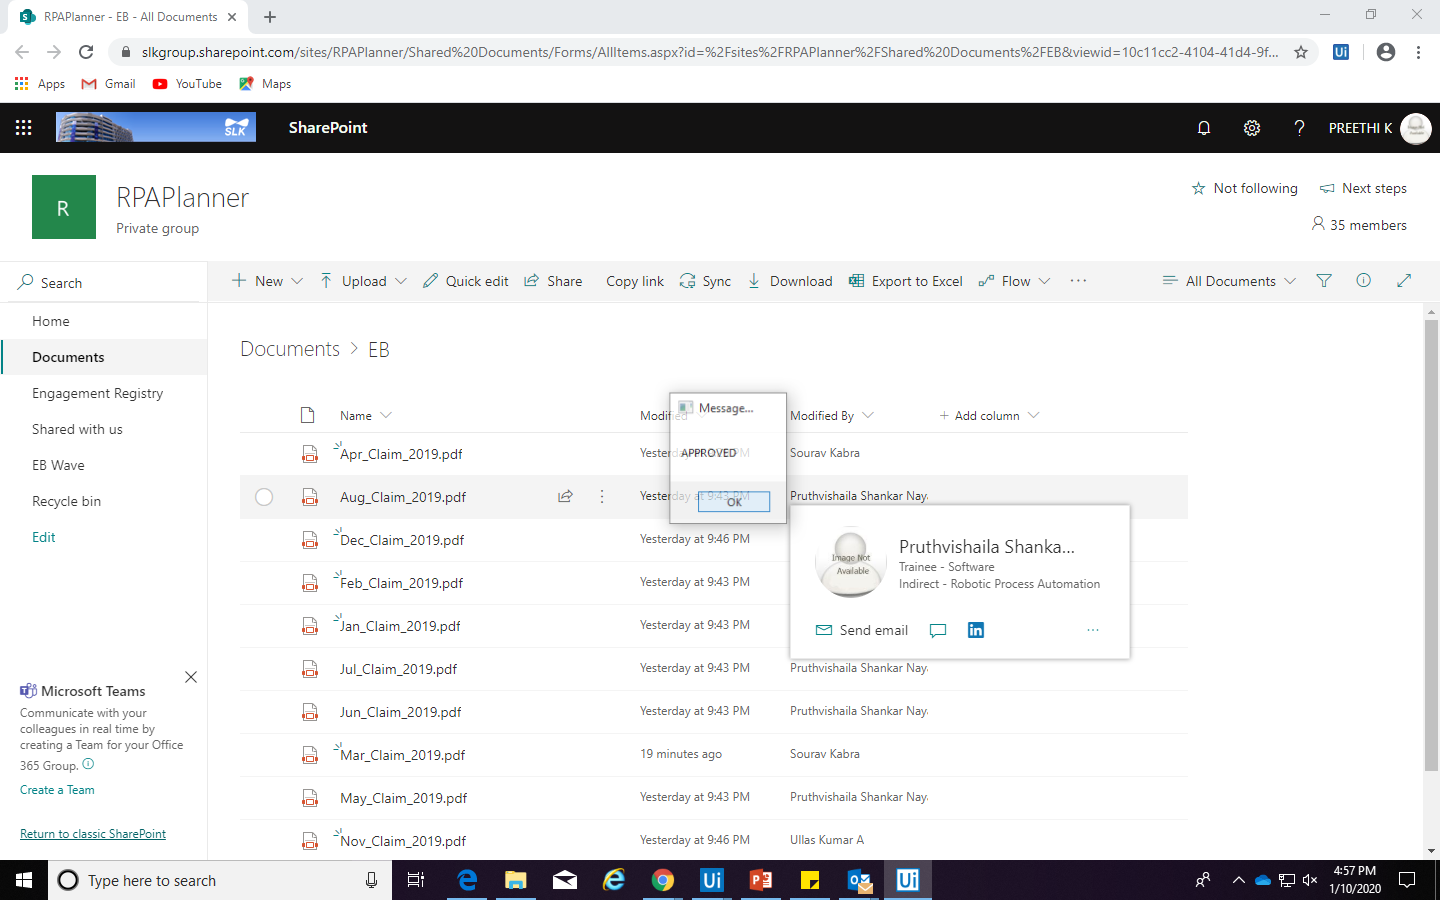 RPAPlanner - EB - All Documents
slkgroup.sharepoint.com/sites/RPAPlanner/Shared%20Documents/Forms/AllItems.aspx?id=%2Fsites%2FRPAPlanner%2FShared%20Documents%2FEB&viewid=10c11cc2-4104-41d4-9f...
Apps Gmail YouTube Maps
SLK SharePoint PREETHI K
R RPAPlanner
Private group
Not following Next steps
35 members
Search
New Upload Quick edit Share Copy link Sync Download Export to Excel Flow ... All Documents
Home
Documents
Engagement Registry
Shared with us
EB Wave
Recycle bin
Edit
Documents > EB
Name Modified Modified By + Add column
Apr_Claim_2019.pdf Sourav Kabra
Aug_Claim_2019.pdf Yesterday at 9:43 PM Pruthvishaila Shankar Nay
Dec_Claim_2019.pdf Yesterday at 9:46 PM
Feb_Claim_2019.pdf Yesterday at 9:43 PM
Jan_Claim_2019.pdf Yesterday at 9:43 PM
Jul_Claim_2019.pdf Yesterday at 9:43 PM Pruthvishaila Shankar Nay
Jun_Claim_2019.pdf Yesterday at 9:43 PM Pruthvishaila Shankar Nay
Mar_Claim_2019.pdf 19 minutes ago Sourav Kabra
May_Claim_2019.pdf Yesterday at 9:43 PM Pruthvishaila Shankar Nay
Nov_Claim_2019.pdf Yesterday at 9:46 PM Ullas Kumar A
Message...
APPROVED
OK
Image Not
Available
Pruthvishaila Shanka...
Trainee - Software
Indirect - Robotic Process Automation
Send email
Microsoft Teams
Communicate with your
colleagues in real time by
creating a Team for your Office
365 Group.
Create a Team
Return to classic SharePoint
Type here to search
4:57 PM
1/10/2020